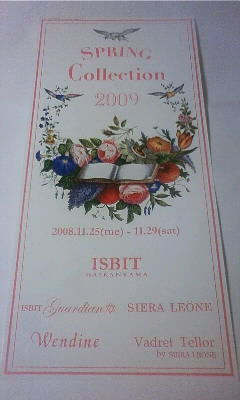 SPRING
Collection
2009
2008.11.25(tue) - 11.29(sat)
ISBIT
DAIKANYAMA
ISBIT Guardian SIERA LEONE
Wendine Vadret Tellor
by SIERA LEONE